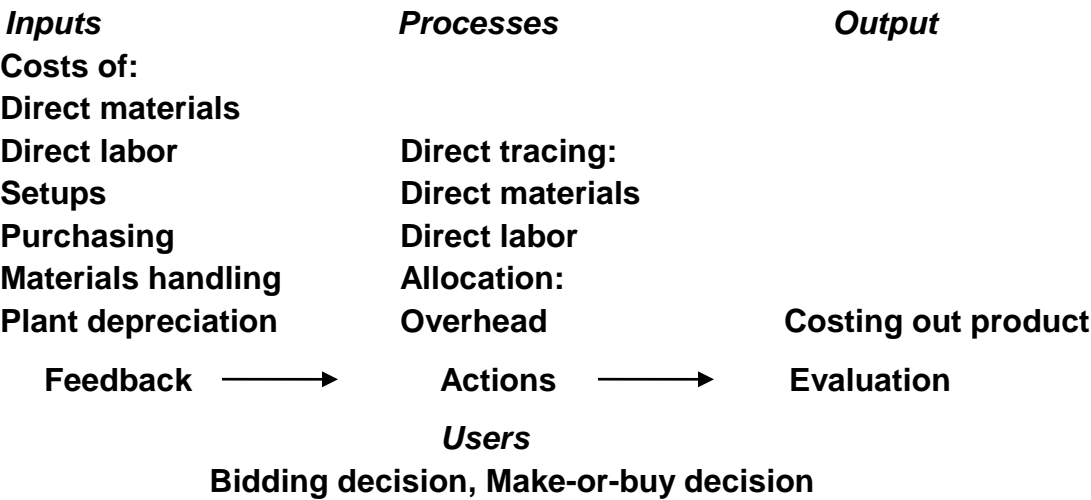 Inputs Processes Output
Costs of:
Direct materials
Direct labor Direct tracing:
Setups Direct materials
Purchasing Direct labor
Materials handling Allocation:
Plant depreciation Overhead Costing out product
Feedback Actions Evaluation
Users
Bidding decision, Make-or-buy decision